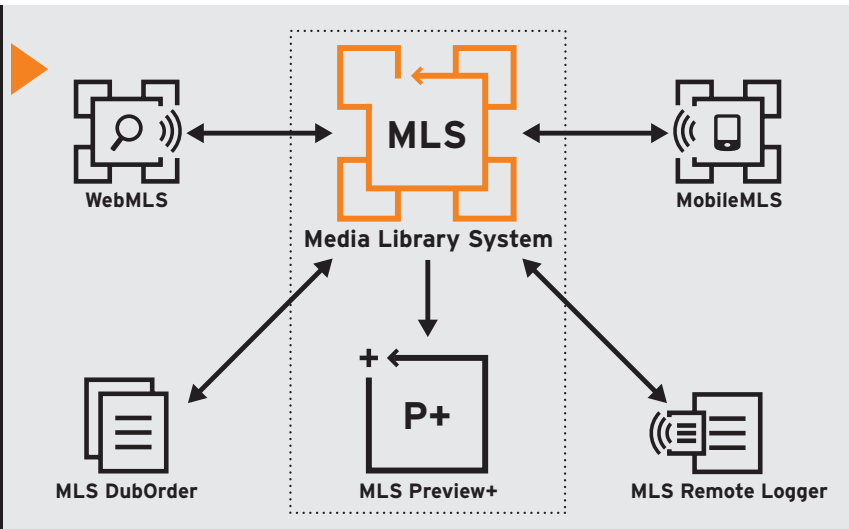 MLS
WebMLS
MobileMLS
Media Library System
P+
MLS DubOrder
MLS Preview+
MLS Remote Logger